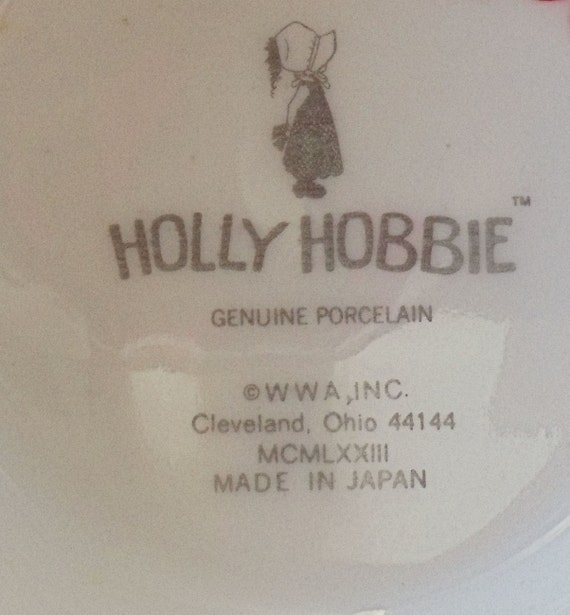 HOLLY HOBBIE™
GENUINE PORCELAIN
©WWA, INC.
Cleveland, Ohio 44144
MCMLXXIII
MADE IN JAPAN